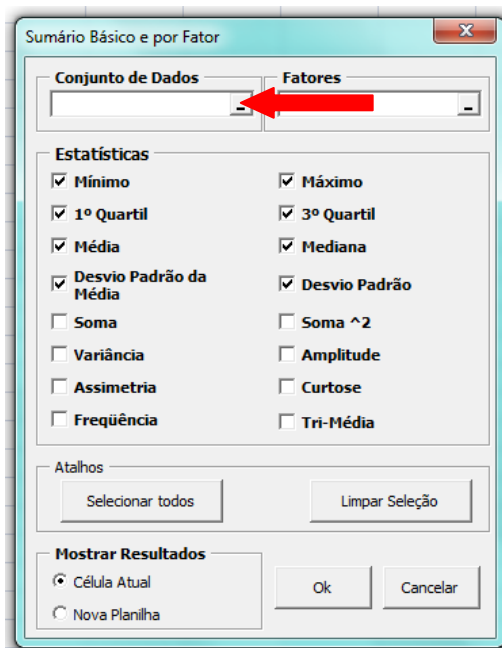 Sumário Básico e por Fator
Conjunto de Dados Fatores
Estatísticas
Mínimo Máximo
1º Quartil 3º Quartil
Média Mediana
Desvio Padrão da
Média
Desvio Padrão
Soma Soma ^2
Variância Amplitude
Assimetria Curtose
Freqüência Tri-Média
Atalhos
Selecionar todos Limpar Seleção
Mostrar Resultados
Célula Atual
Nova Planilha
Ok Cancelar